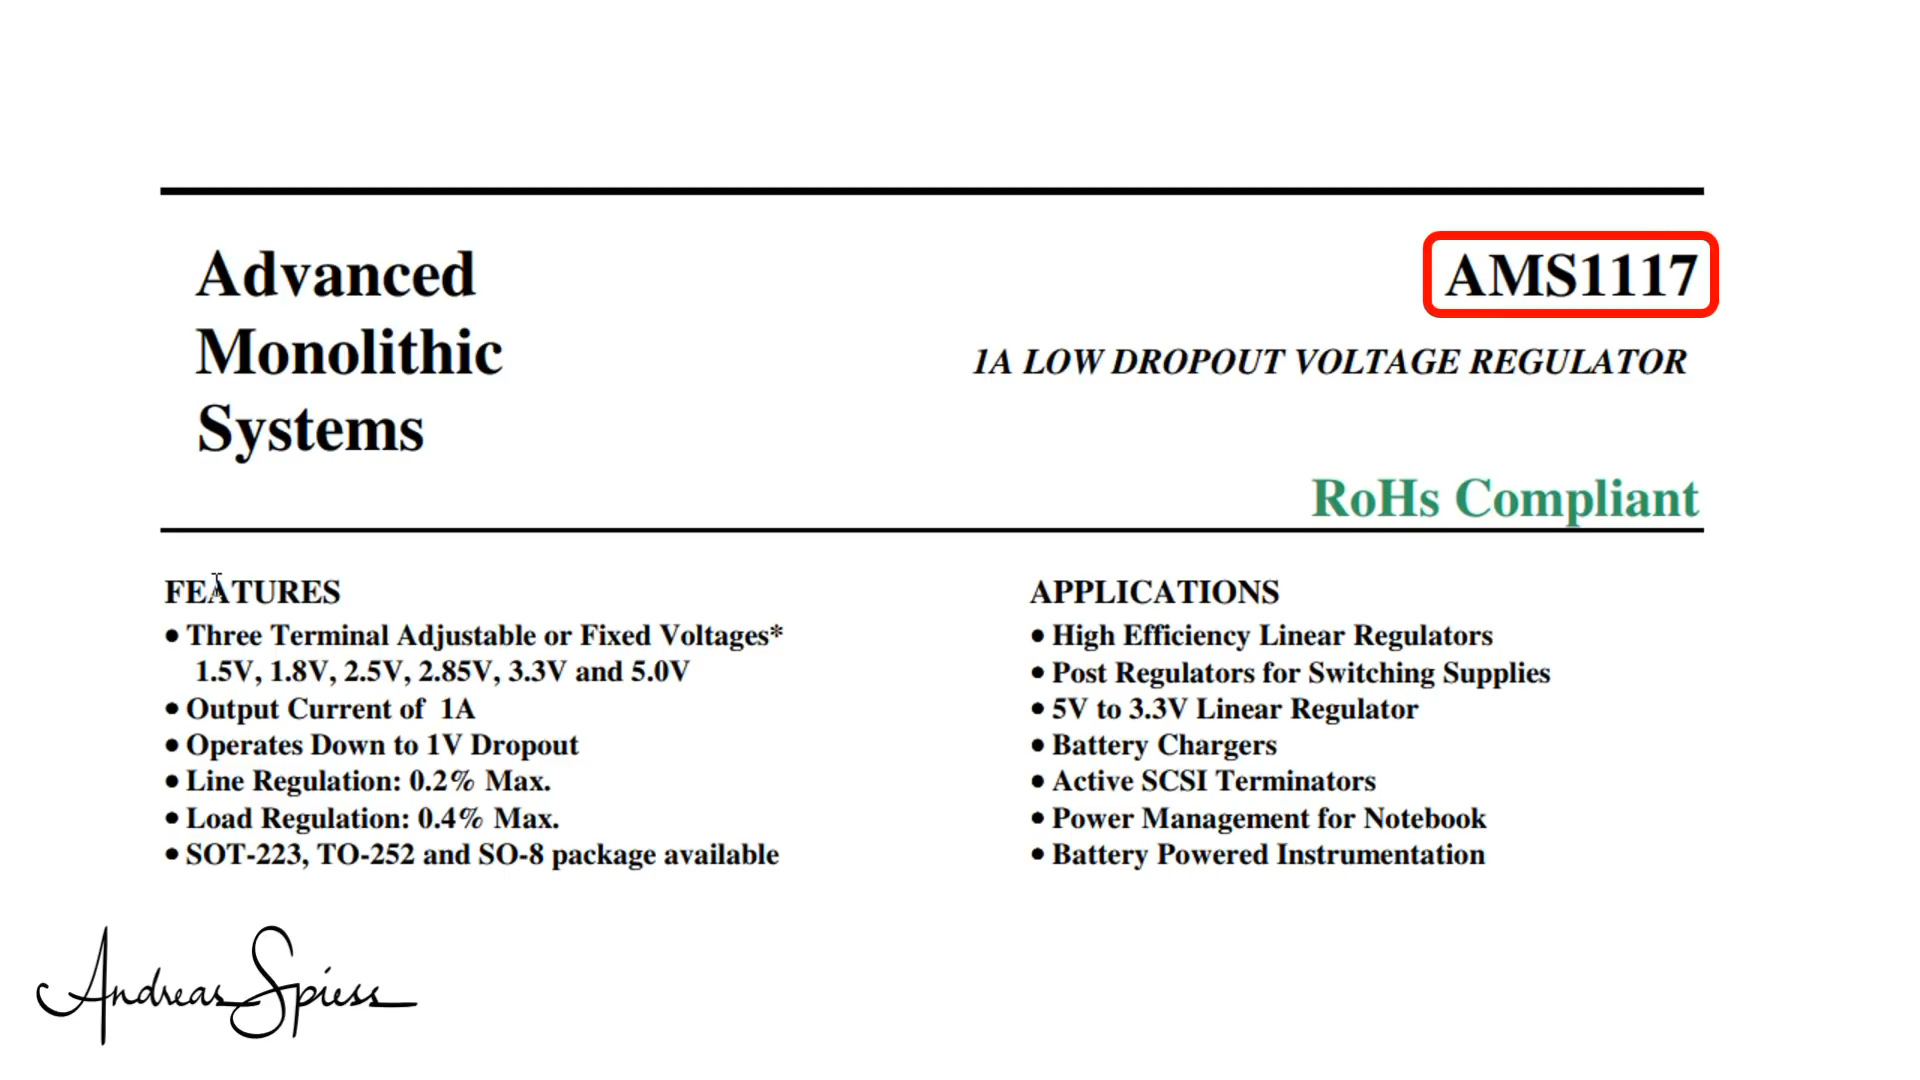 Advanced
Monolithic
Systems
AMS1117
1A LOW DROPOUT VOLTAGE REGULATOR
RoHs Compliant
FEATURES
• Three Terminal Adjustable or Fixed Voltages*
1.5V, 1.8V, 2.5V, 2.85V, 3.3V and 5.0V
• Output Current of 1A
• Operates Down to 1V Dropout
• Line Regulation: 0.2% Max.
• Load Regulation: 0.4% Max.
• SOT-223, TO-252 and SO-8 package available
APPLICATIONS
• High Efficiency Linear Regulators
• Post Regulators for Switching Supplies
• 5V to 3.3V Linear Regulator
• Battery Chargers
• Active SCSI Terminators
• Power Management for Notebook
• Battery Powered Instrumentation
Andreas Spiess